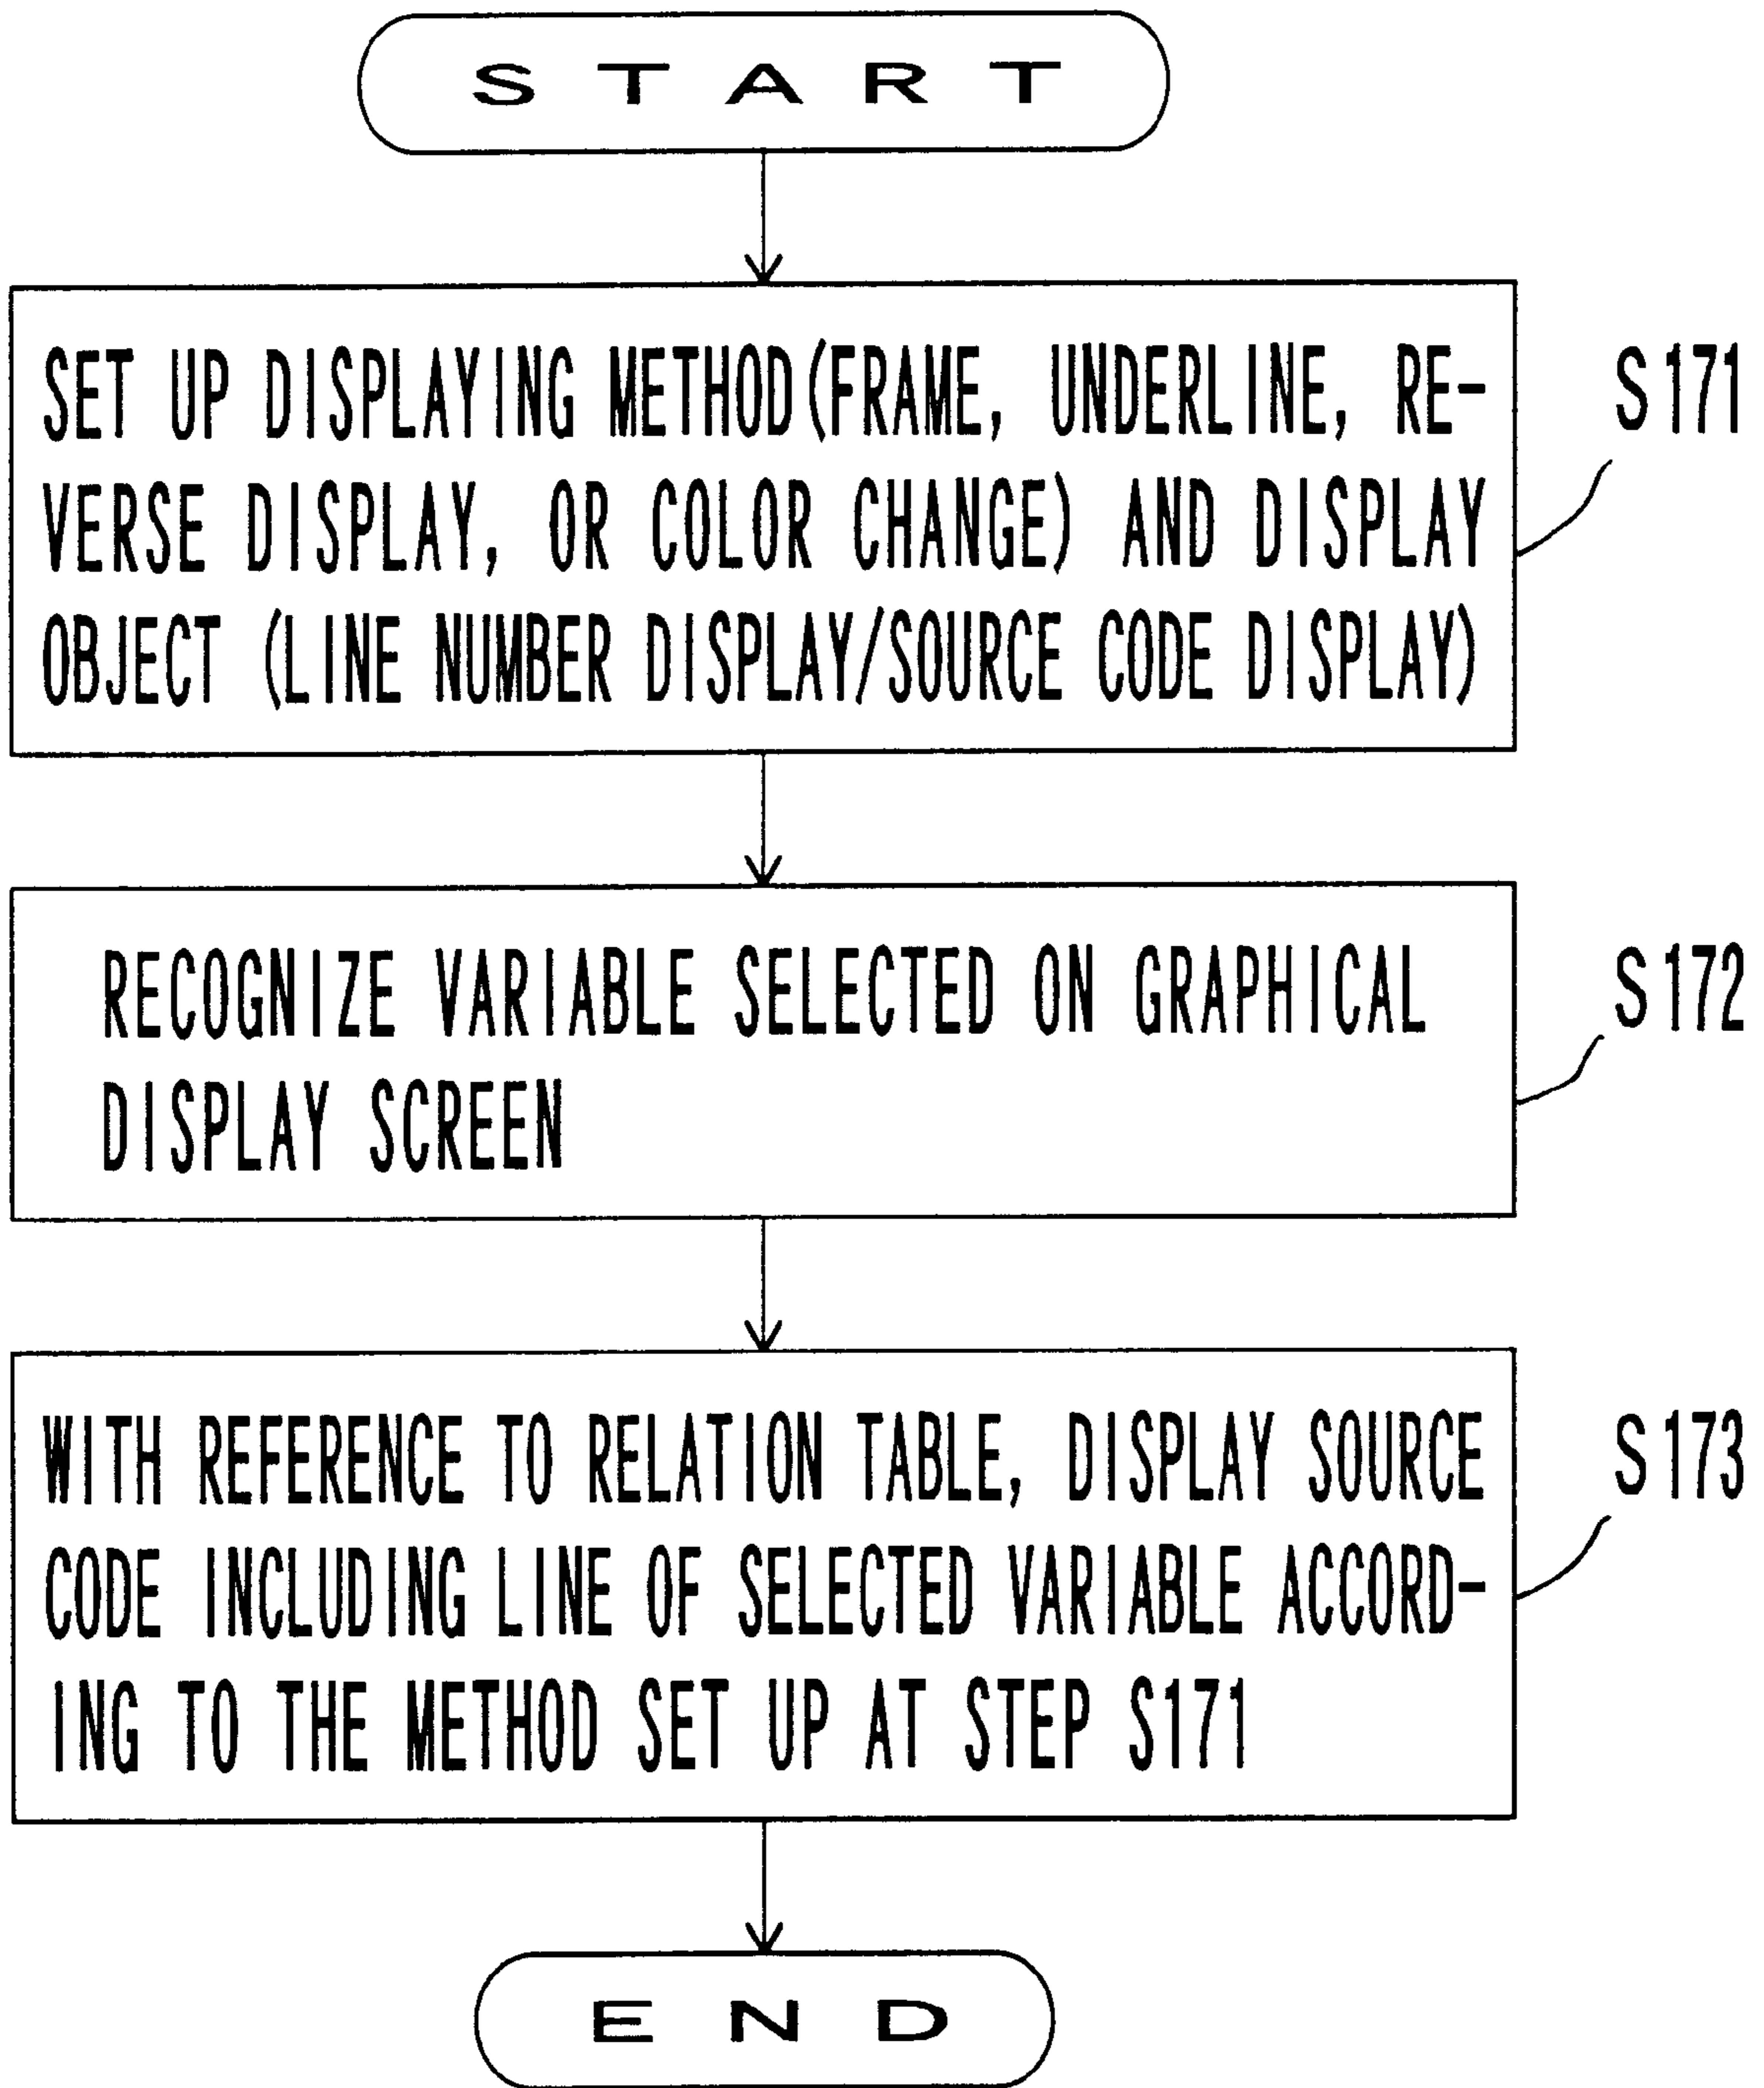 START
SET UP DISPLAYING METHOD(FRAME, UNDERLINE, RE-
VERSE DISPLAY, OR COLOR CHANGE) AND DISPLAY
OBJECT (LINE NUMBER DISPLAY/SOURCE CODE DISPLAY)
S171
RECOGNIZE VARIABLE SELECTED ON GRAPHICAL
DISPLAY SCREEN
S172
WITH REFERENCE TO RELATION TABLE, DISPLAY SOURCE
CODE INCLUDING LINE OF SELECTED VARIABLE ACCORD-
ING TO THE METHOD SET UP AT STEP S171
S173
END